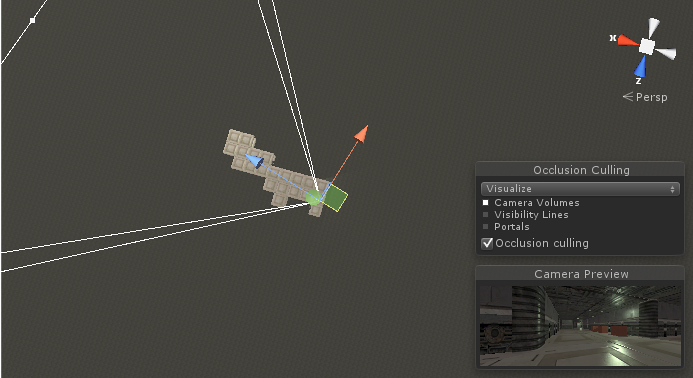 x
z
Persp
Occlusion Culling
Visualize
Camera Volumes
Visibility Lines
Portals
Occlusion culling
Camera Preview